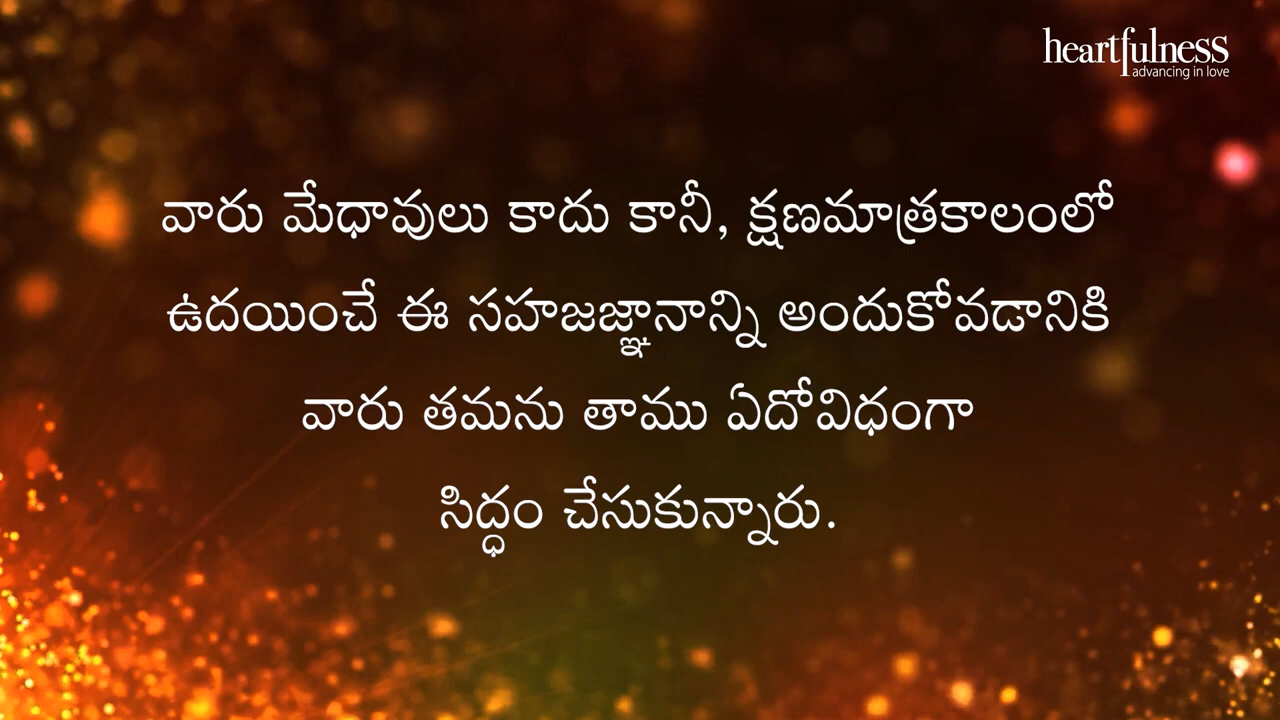 heartfulness
advancing in love
వారు మేధావులు కాదు కానీ, క్షణమాత్రకాలంలో
ఉదయించే ఈ సహజజ్ఞానాన్ని అందుకోవడానికి
వారు తమను తాము ఏదోవిధంగా
సిద్ధం చేసుకున్నారు.